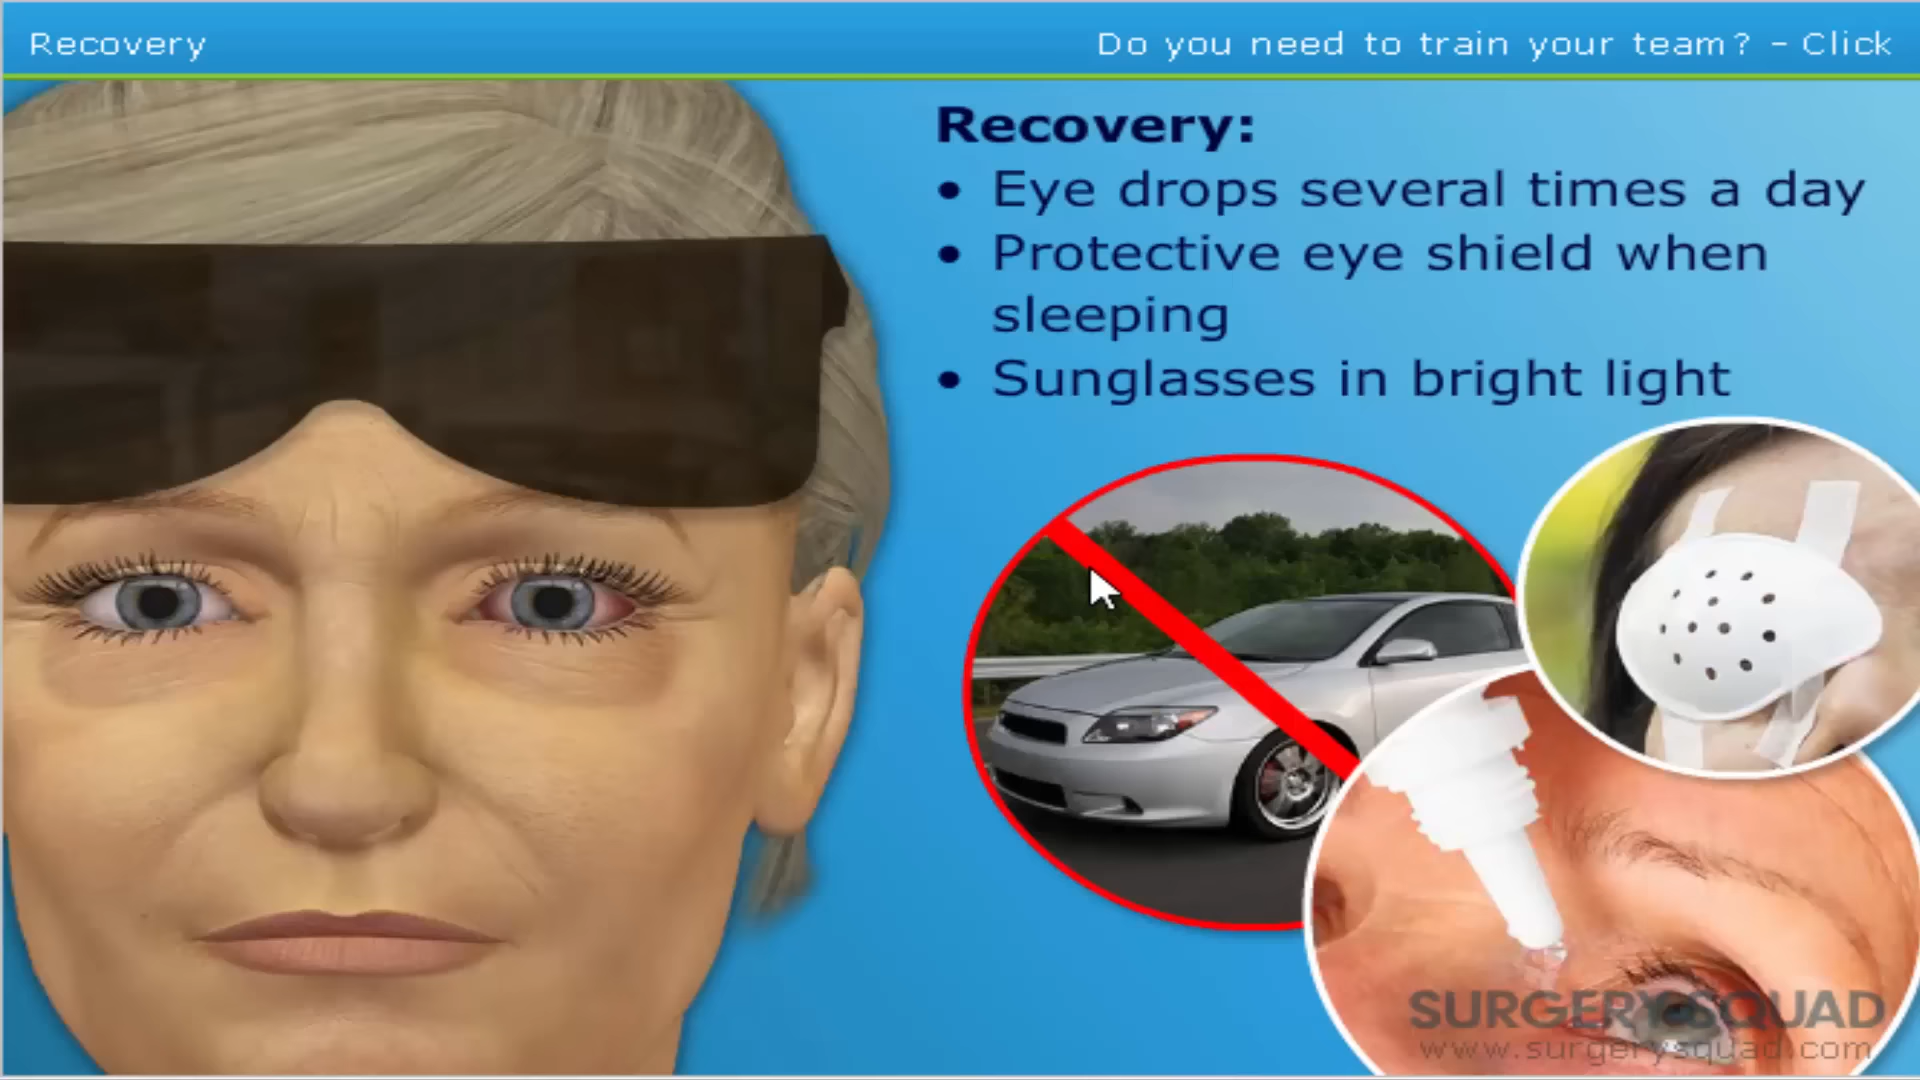 Recovery
Do you need to train your team? - Click
Recovery:
• Eye drops several times a day
• Protective eye shield when
sleeping
• Sunglasses in bright light
SURGERY SQUAD
www.surgerysquad.com